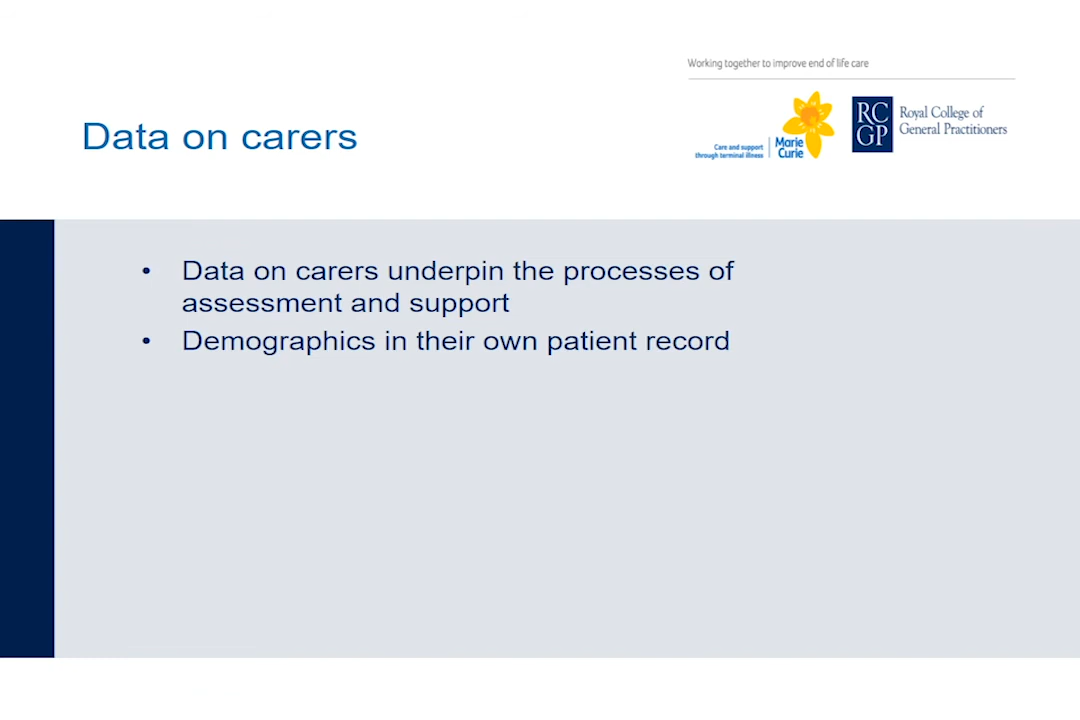 Working together to improve end of life care
Data on carers
Care and support
through terminal illness
Marie
Curie
RC
GP
Royal College of
General Practitioners
• Data on carers underpin the processes of
assessment and support
• Demographics in their own patient record